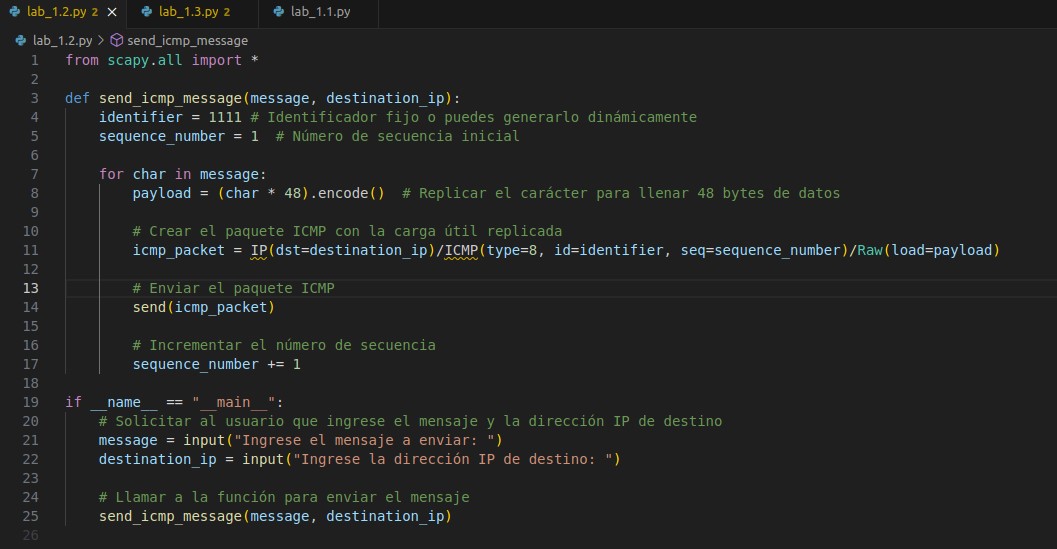 lab_1.2.py 2 × lab_1.3.py 2 lab_1.1.py
lab_1.2.py > send_icmp_message
1 from scapy.all import *
2
3 def send_icmp_message(message, destination_ip):
4     identifier = 1111 # Identificador fijo o puedes generarlo dinámicamente
5     sequence_number = 1  # Número de secuencia inicial
6
7     for char in message:
8         payload = (char * 48).encode()  # Replicar el carácter para llenar 48 bytes de datos
9
10         # Crear el paquete ICMP con la carga útil replicada
11         icmp_packet = IP(dst=destination_ip)/ICMP(type=8, id=identifier, seq=sequence_number)/Raw(load=payload)
12
13         # Enviar el paquete ICMP
14         send(icmp_packet)
15
16         # Incrementar el número de secuencia
17         sequence_number += 1
18
19 if __name__ == "__main__":
20     # Solicitar al usuario que ingrese el mensaje y la dirección IP de destino
21     message = input("Ingrese el mensaje a enviar: ")
22     destination_ip = input("Ingrese la dirección IP de destino: ")
23
24     # Llamar a la función para enviar el mensaje
25     send_icmp_message(message, destination_ip)
26